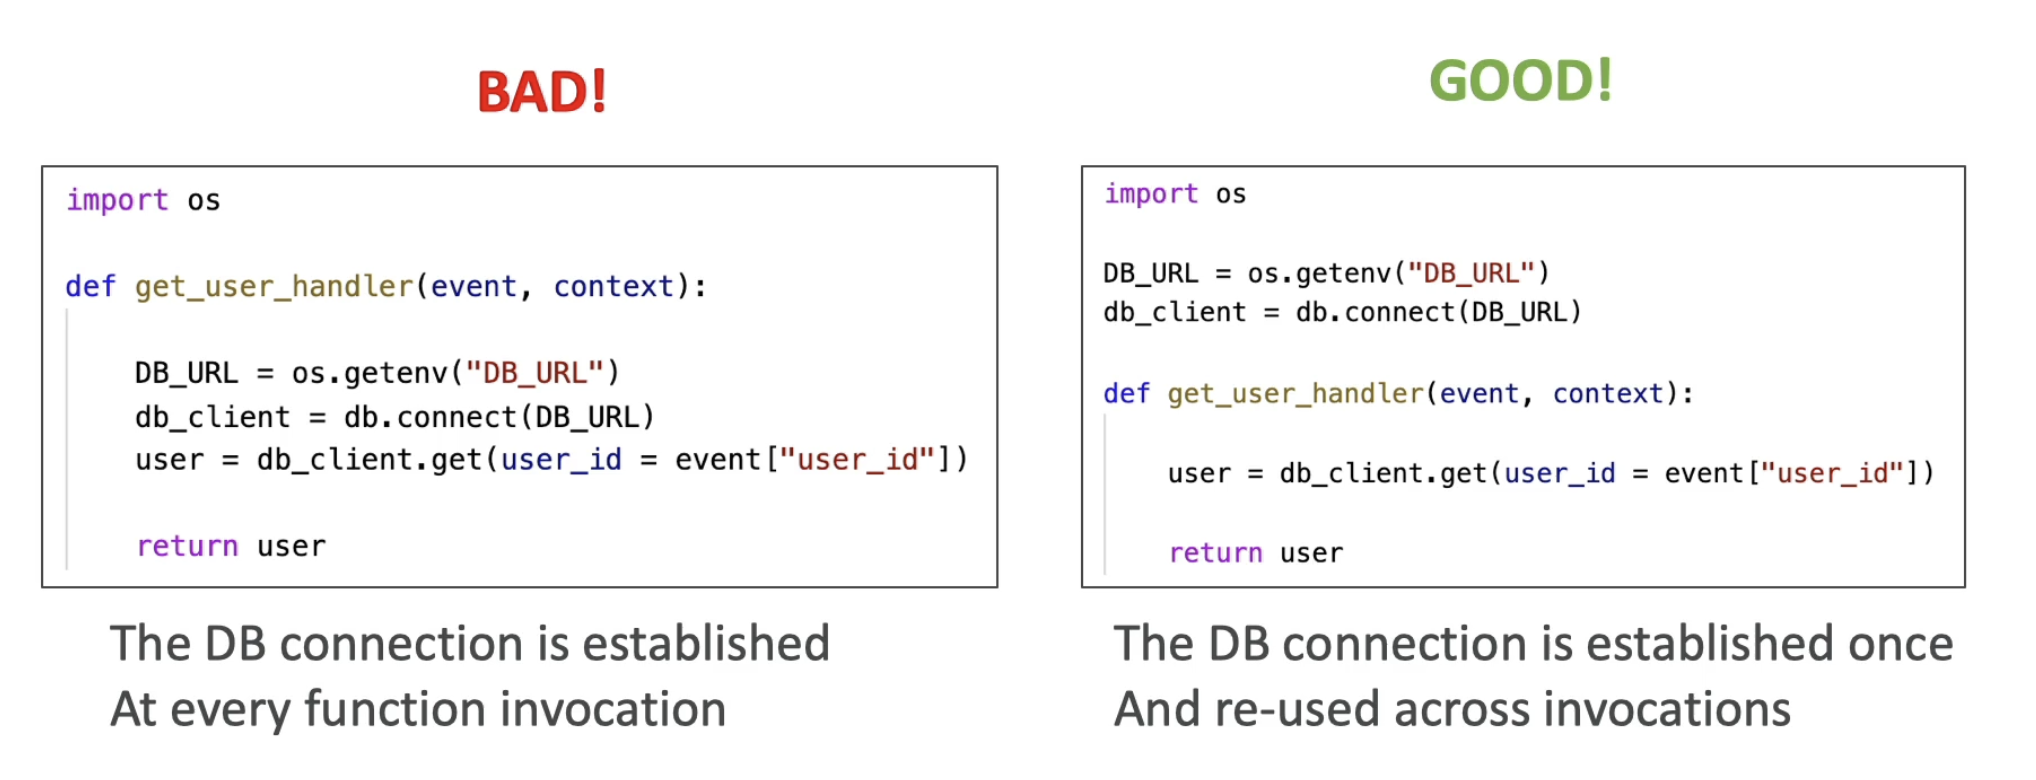 BAD!
import os
def get_user_handler(event, context):
DB_URL = os.getenv("DB_URL")
db_client = db.connect(DB_URL)
user = db_client.get(user_id = event["user_id"])
return user
The DB connection is established
At every function invocation
GOOD!
import os
DB_URL = os.getenv("DB_URL")
db_client = db.connect(DB_URL)
def get_user_handler(event, context):
user = db_client.get(user_id = event["user_id"])
return user
The DB connection is established once
And re-used across invocations